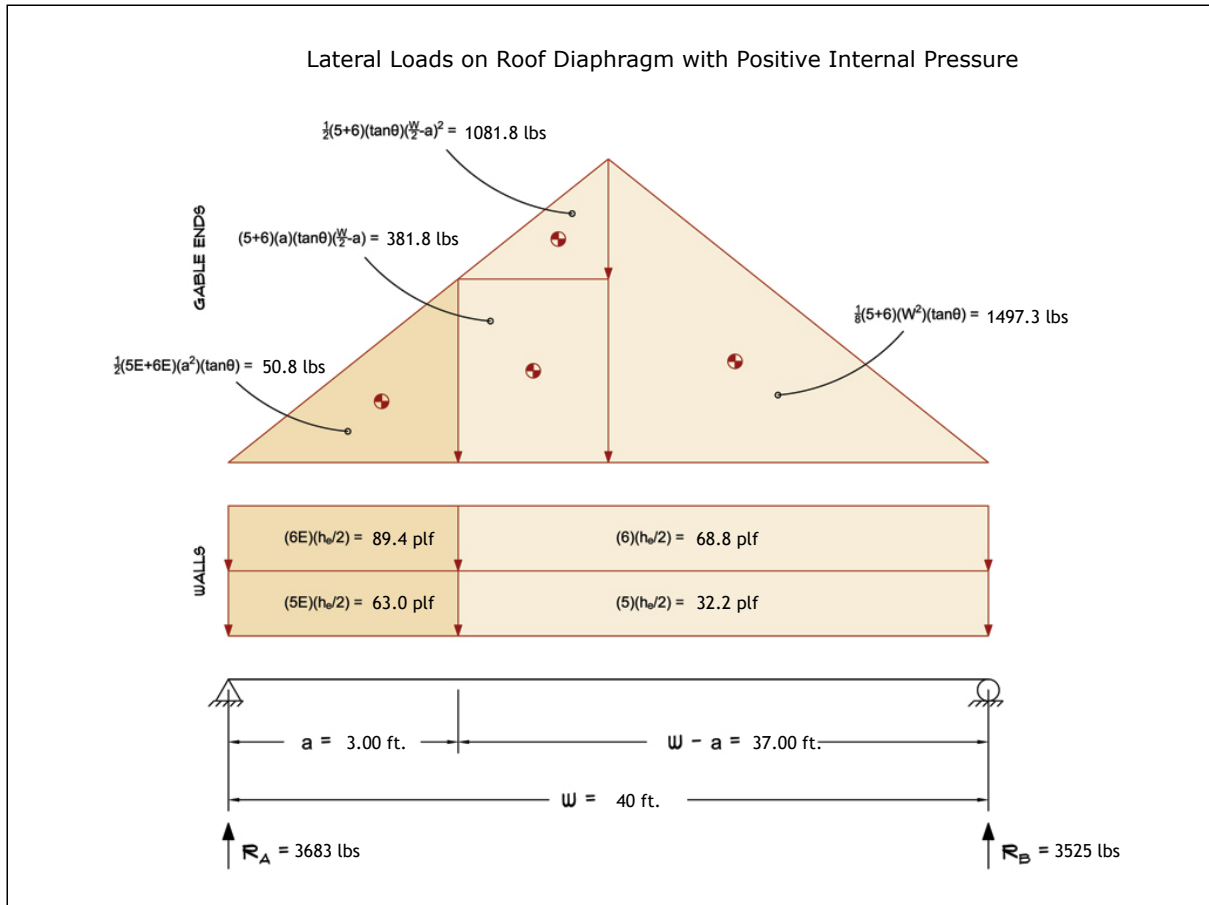 Lateral Loads on Roof Diaphragm with Positive Internal Pressure
½(5+6)(tanθ)(W/2-a)² = 1081.8 lbs
GABLE ENDS
(5+6)(a)(tanθ)(W/2-a) = 381.8 lbs
⅛(5+6)(W²)(tanθ) = 1497.3 lbs
½(5E+6E)(a²)(tanθ) = 50.8 lbs
WALLS
(6E)(hₑ/2) = 89.4 plf
(6)(hₑ/2) = 68.8 plf
(5E)(hₑ/2) = 63.0 plf
(5)(hₑ/2) = 32.2 plf
a = 3.00 ft.
W - a = 37.00 ft.
W = 40 ft.
R_A = 3683 lbs
R_B = 3525 lbs